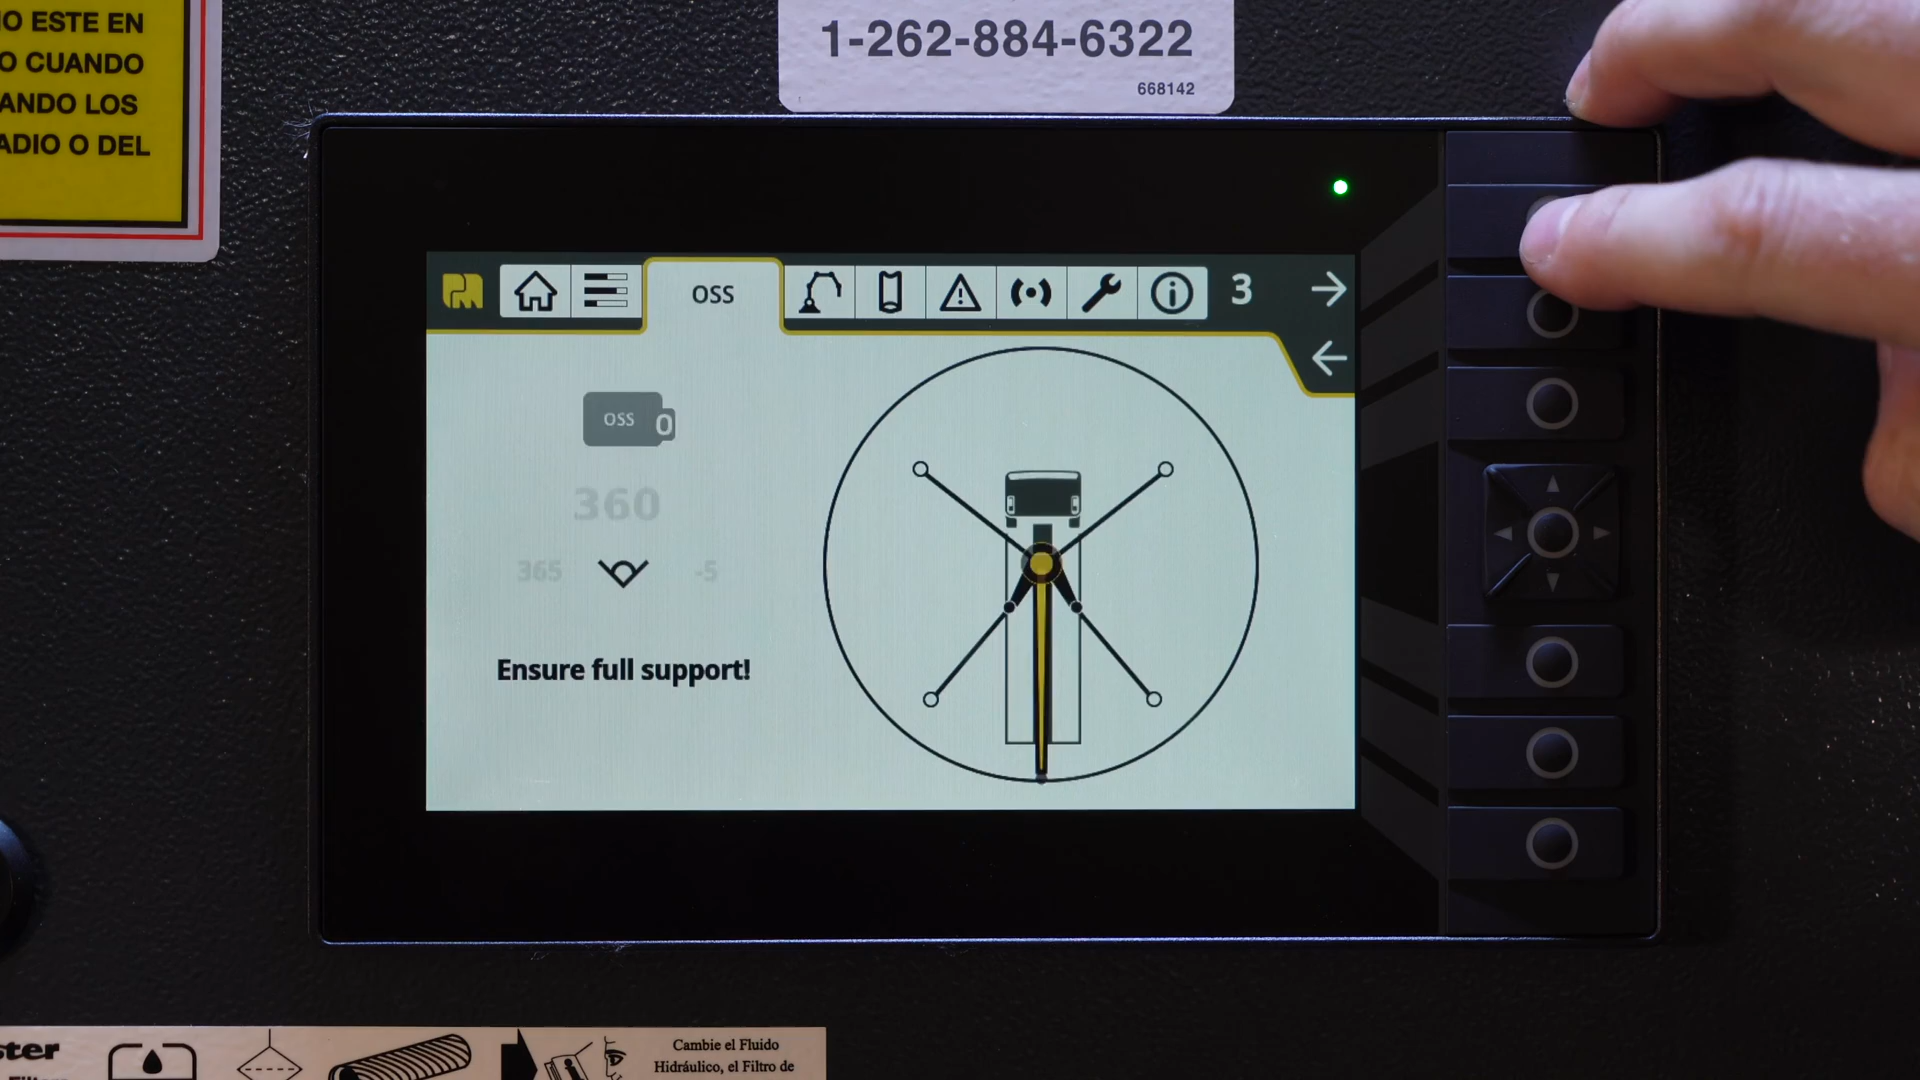 O ESTE EN
O CUANDO
ANDO LOS
ADIO O DEL
1-262-884-6322
668142
OSS
3
OSS 0
360
365 -5
Ensure full support!
ster
Cambie el Fluido
Hidráulico, el Filtro de